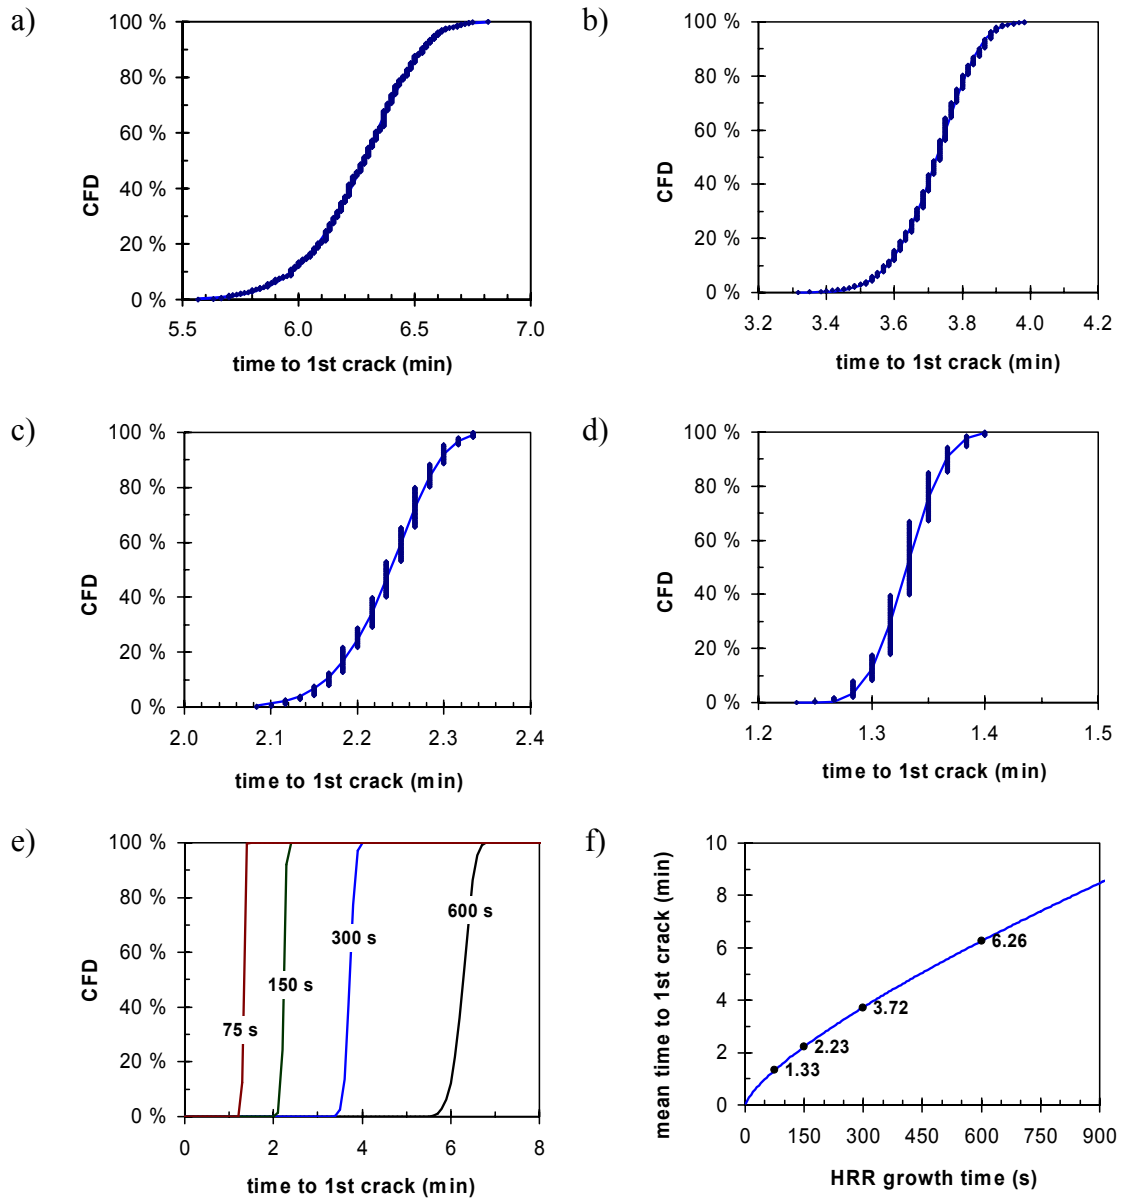 a)
100 %
80 %
60 %
40 %
20 %
0 %
CFD
5.5 6.0 6.5 7.0
time to 1st crack (min)
b)
100 %
80 %
60 %
40 %
20 %
0 %
CFD
3.2 3.4 3.6 3.8 4.0 4.2
time to 1st crack (min)
c)
100 %
80 %
60 %
40 %
20 %
0 %
CFD
2.0 2.1 2.2 2.3 2.4
time to 1st crack (min)
d)
100 %
80 %
60 %
40 %
20 %
0 %
CFD
1.2 1.3 1.4 1.5
time to 1st crack (min)
e)
100 %
80 %
60 %
40 %
20 %
0 %
CFD
600 s
300 s
150 s
75 s
0 2 4 6 8
time to 1st crack (min)
f)
10
8
6
4
2
0
mean time to 1st crack (min)
6.26
3.72
2.23
1.33
0 150 300 450 600 750 900
HRR growth time (s)